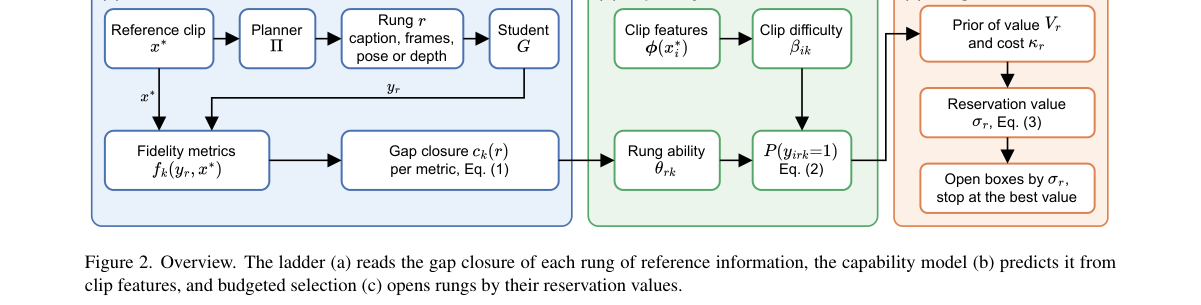 Reference clip
x*
Planner
Π
Rung r
caption, frames,
pose or depth
Student
G
x*
y_r
Fidelity metrics
f_k(y_r, x*)
Gap closure c_k(r)
per metric, Eq. (1)
Clip features
ϕ(x_i*)
Clip difficulty
β_ik
Rung ability
θ_rk
P(y_irk=1)
Eq. (2)
Prior of value V_r
and cost κ_r
Reservation value
σ_r, Eq. (3)
Open boxes by σ_r,
stop at the best value
Figure 2. Overview. The ladder (a) reads the gap closure of each rung of reference information, the capability model (b) predicts it from
clip features, and budgeted selection (c) opens rungs by their reservation values.